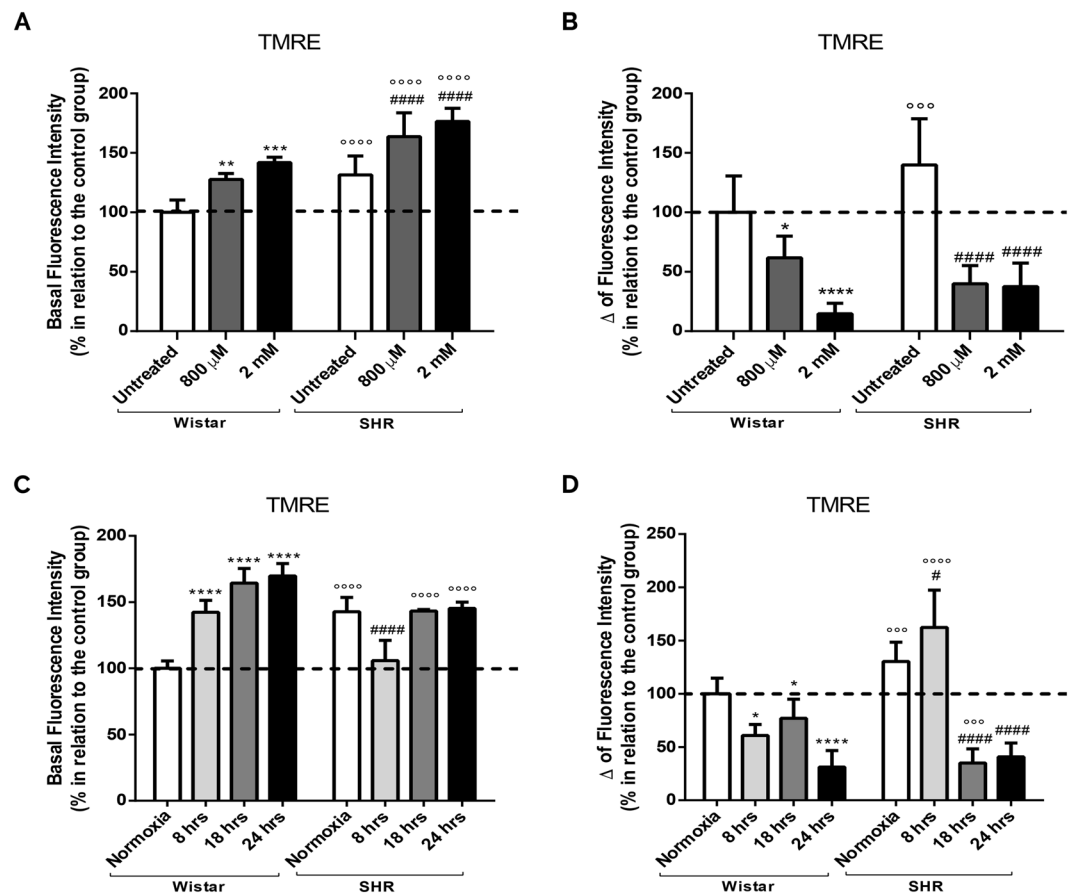 A
TMRE
Basal Fluorescence Intensity
(% in relation to the control group)
200
150
100
50
0
** *** °°°° °°°° °°°°
#### ####
Untreated 800 μM 2 mM Untreated 800 μM 2 mM
Wistar SHR
B
TMRE
Δ of Fluorescence Intensity
(% in relation to the control group)
200
150
100
50
0
* **** °°° #### ####
Untreated 800 μM 2 mM Untreated 800 μM 2 mM
Wistar SHR
C
TMRE
Basal Fluorescence Intensity
(% in relation to the control group)
200
150
100
50
0
**** **** **** °°°° #### °°°° °°°°
Normoxia 8 hrs 18 hrs 24 hrs Normoxia 8 hrs 18 hrs 24 hrs
Wistar SHR
D
TMRE
Δ of Fluorescence Intensity
(% in relation to the control group)
250
200
150
100
50
0
°°°°
#
°°°
* * **** °°° #### ####
Normoxia 8 hrs 18 hrs 24 hrs Normoxia 8 hrs 18 hrs 24 hrs
Wistar SHR